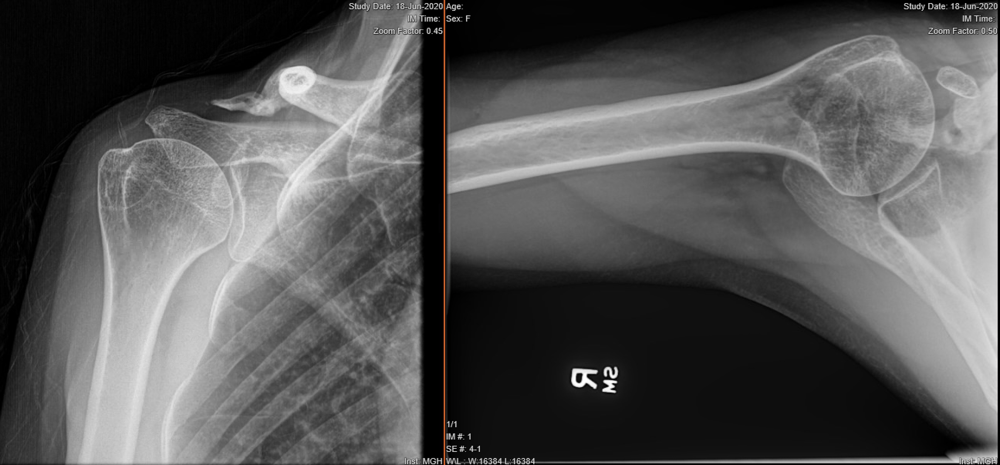 Study Date: 18-Jun-2020
IM Time:
Zoom Factor: 0.45
Inst: MGH
Age:
Sex: F
Study Date: 18-Jun-2020
IM Time:
Zoom Factor: 0.50
R
MS
1/1
IM #: 1
SE #: 4-1
W\L : W:16384 L:16384
Inst: MGH